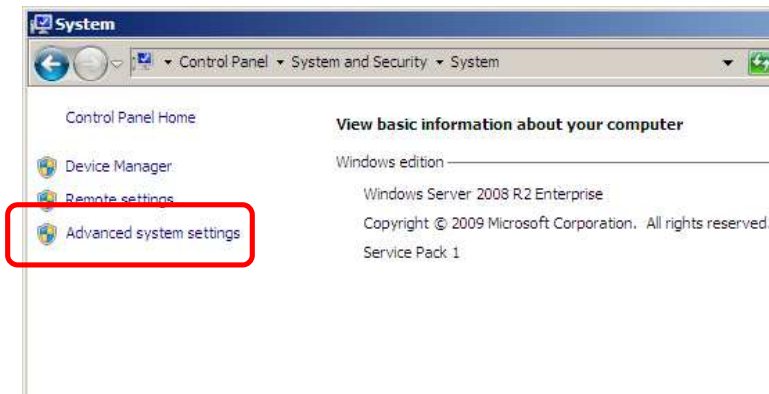 System
Control Panel ▾ System and Security ▾ System
Control Panel Home
View basic information about your computer
Device Manager
Windows edition
Remote settings
Windows Server 2008 R2 Enterprise
Advanced system settings
Copyright © 2009 Microsoft Corporation. All rights reserved.
Service Pack 1